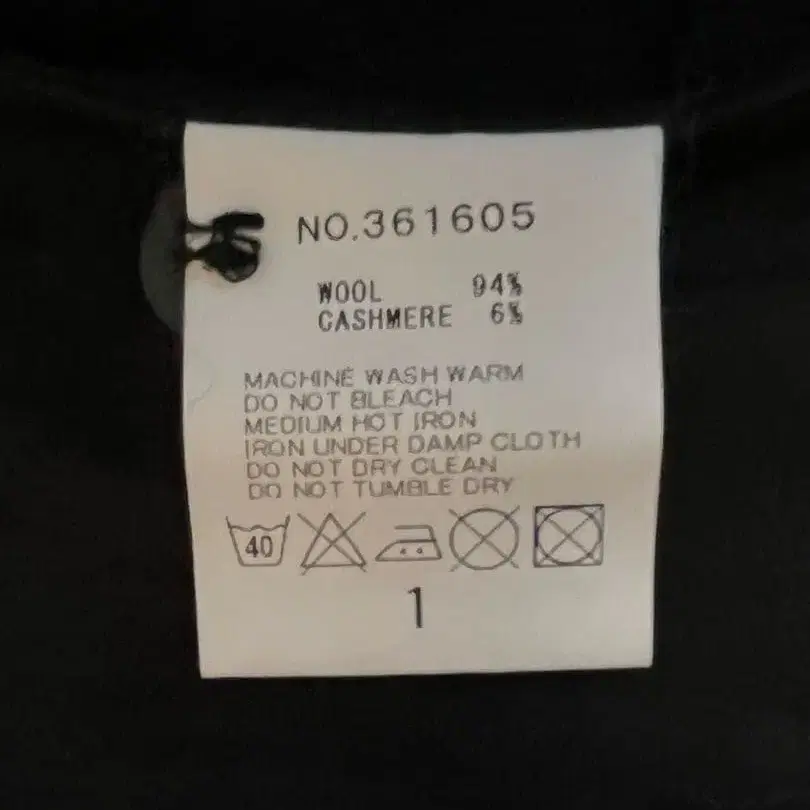 NO.361605
WOOL 94%
CASHMERE 6%
MACHINE WASH WARM
DO NOT BLEACH
MEDIUM HOT IRON
IRON UNDER DAMP CLOTH
DO NOT DRY CLEAN
DO NOT TUMBLE DRY
40
1